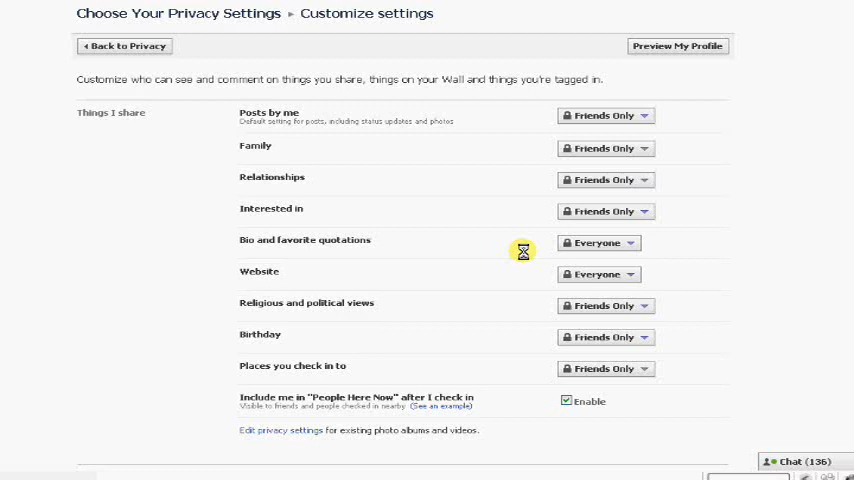 Choose Your Privacy Settings ▸ Customize settings
Back to Privacy
Preview My Profile
Customize who can see and comment on things you share, things on your Wall and things you're tagged in.
Things I share
Posts by me
Friends Only
Default setting for posts, including status updates and photos
Family
Friends Only
Relationships
Friends Only
Interested in
Friends Only
Bio and favorite quotations
Everyone
Website
Everyone
Religious and political views
Friends Only
Birthday
Friends Only
Places you check in to
Friends Only
Include me in "People Here Now" after I check in
Enable
Visible to friends and people checked in nearby (See an example)
Edit privacy settings for existing photo albums and videos.
Chat (136)